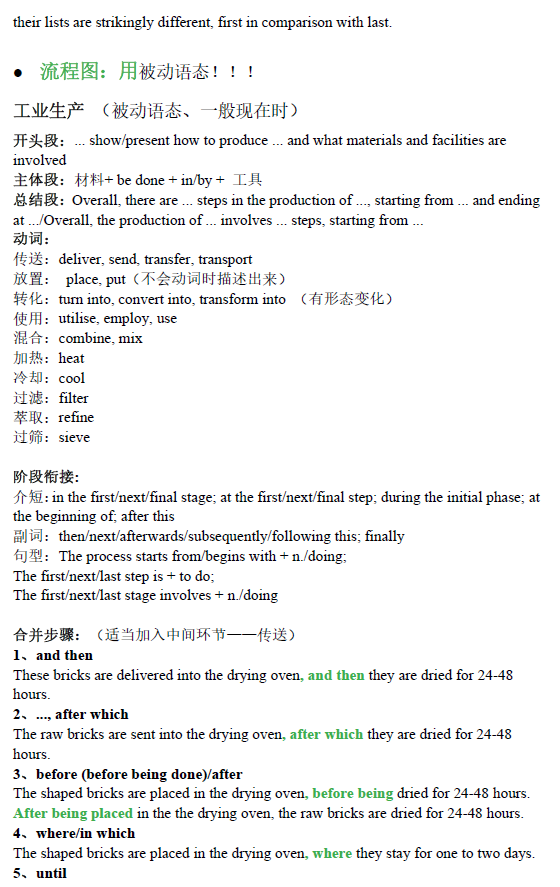 their lists are strikingly different, first in comparison with last.
● 流程图：用被动语态！！！
工业生产 （被动语态、一般现在时）
开头段：... show/present how to produce ... and what materials and facilities are
involved
主体段：材料+ be done + in/by + 工具
总结段：Overall, there are ... steps in the production of ..., starting from ... and ending
at .../Overall, the production of ... involves ... steps, starting from ...
动词：
传送：deliver, send, transfer, transport
放置： place, put（不会动词时描述出来）
转化：turn into, convert into, transform into （有形态变化）
使用：utilise, employ, use
混合：combine, mix
加热：heat
冷却：cool
过滤：filter
萃取：refine
过筛：sieve
阶段衔接:
介短：in the first/next/final stage; at the first/next/final step; during the initial phase; at
the beginning of; after this
副词：then/next/afterwards/subsequently/following this; finally
句型：The process starts from/begins with + n./doing;
The first/next/last step is + to do;
The first/next/last stage involves + n./doing
合并步骤：（适当加入中间环节——传送）
1、and then
These bricks are delivered into the drying oven, and then they are dried for 24-48
hours.
2、..., after which
The raw bricks are sent into the drying oven, after which they are dried for 24-48
hours.
3、before (before being done)/after
The shaped bricks are placed in the drying oven, before being dried for 24-48 hours.
After being placed in the the drying oven, the raw bricks are dried for 24-48 hours.
4、where/in which
The shaped bricks are placed in the drying oven, where they stay for one to two days.
5、until